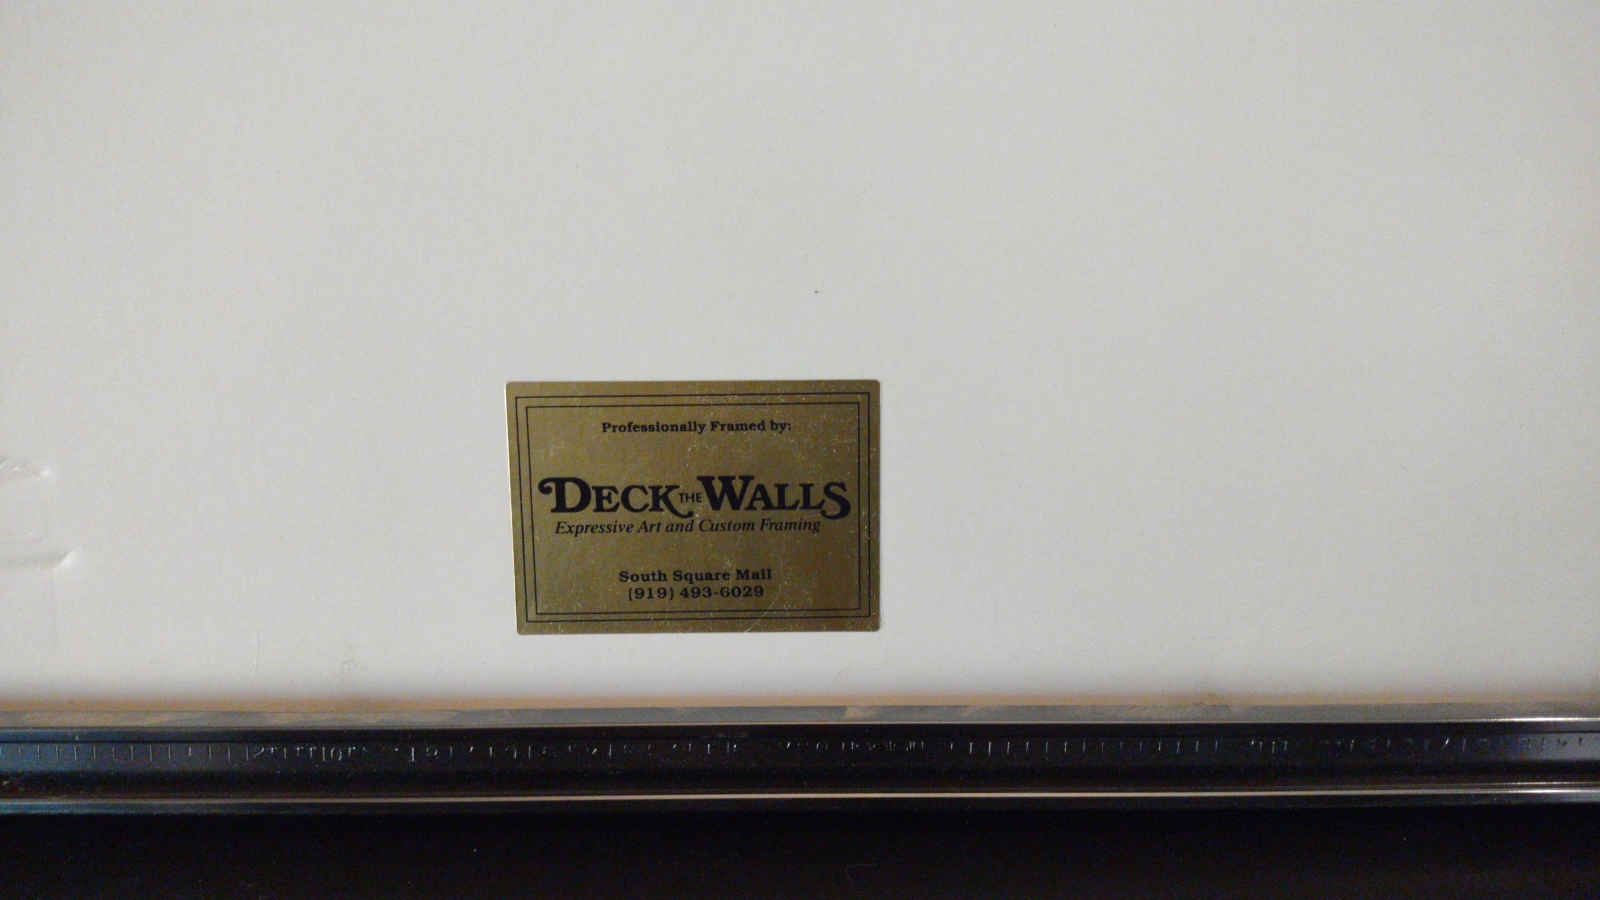 Professionally Framed by:
DECK THE WALLS
Expressive Art and Custom Framing
South Square Mall
(919) 493-6029